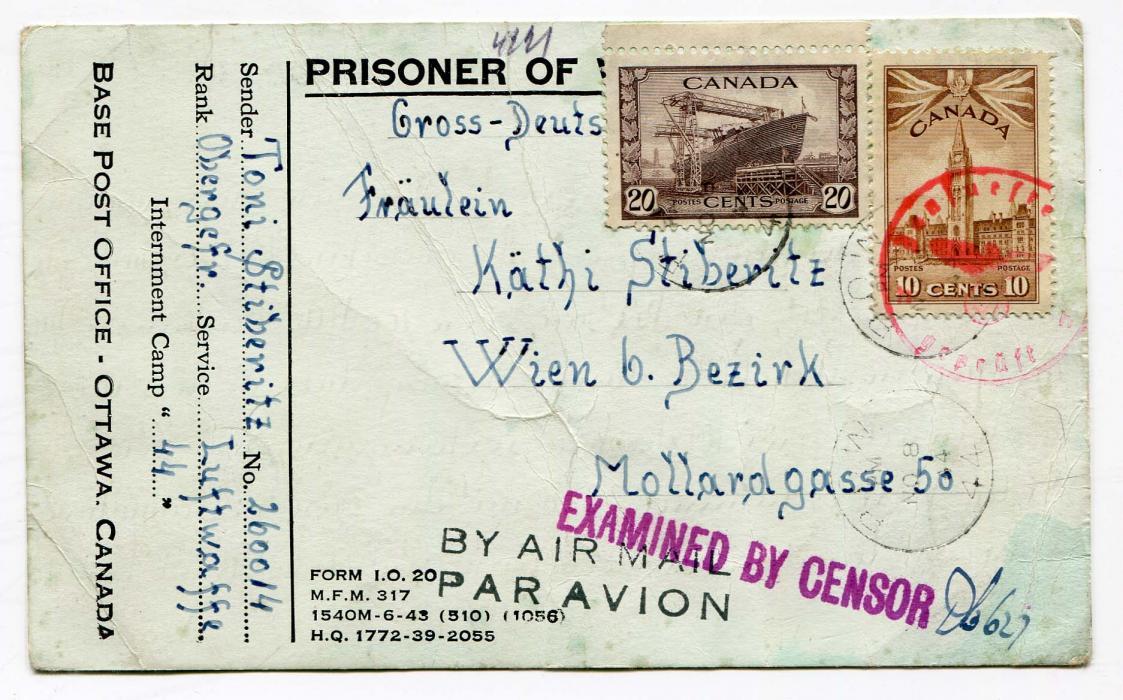 4221
PRISONER OF
Gross-Deuts
Fräulein
Käthi Stiberitz
Wien 6. Bezirk
Mollardgasse 50
Sender Toni Stiberitz No. 260014
Rank Obergefr. Service Luftwaffe
Internment Camp “ 44 ”
BASE POST OFFICE - OTTAWA. CANADA
CANADA
20 CENTS 20
POSTES POSTAGE
CANADA
POSTES POSTAGE
10 CENTS 10
geprüft
BY AIR MAIL
PAR AVION
EXAMINED BY CENSOR
FORM I.O. 20
M.F.M. 317
1540M-6-43 (510) (1056)
H.Q. 1772-39-2055